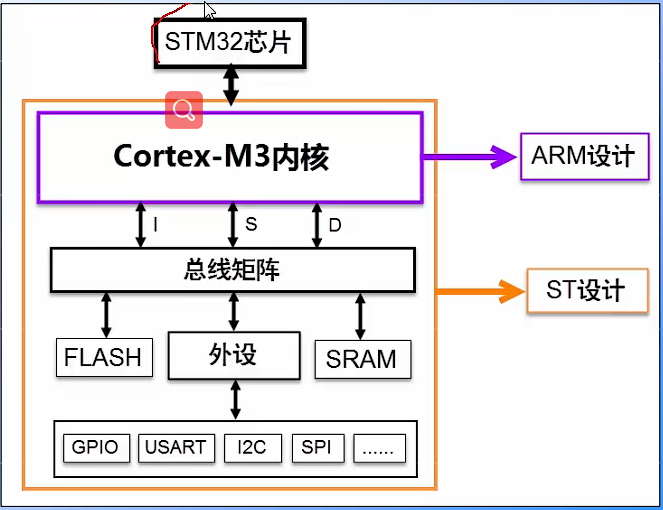 STM32芯片
Cortex-M3内核
ARM设计
I
S
D
总线矩阵
ST设计
FLASH
外设
SRAM
GPIO
USART
I2C
SPI
......